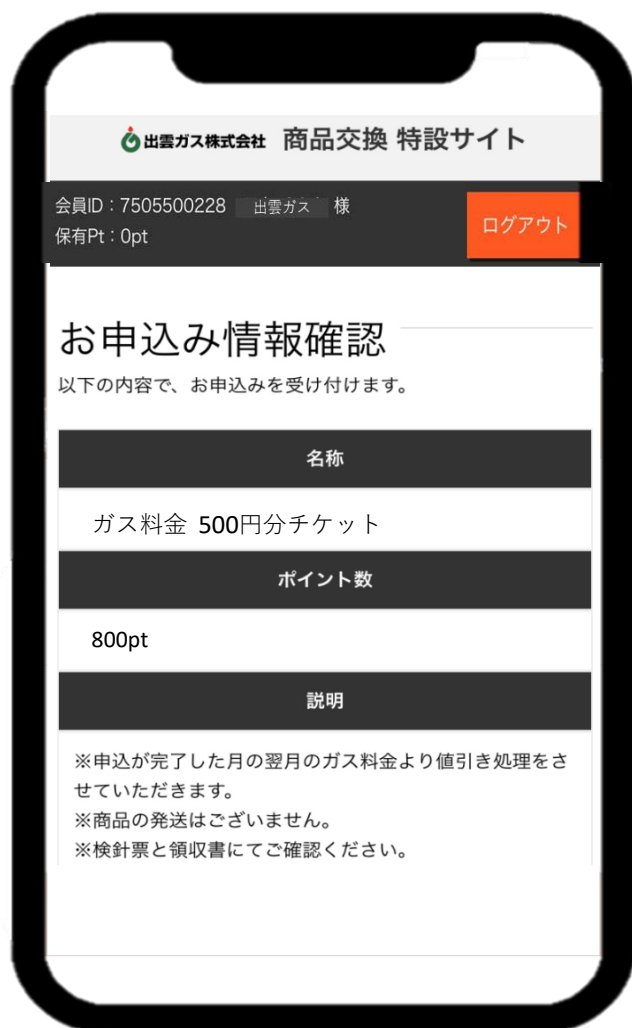 出雲ガス株式会社 商品交換 特設サイト
会員ID：7505500228 出雲ガス 様
保有Pt：0pt
ログアウト
お申込み情報確認
以下の内容で、お申込みを受け付けます。
名称
ガス料金 500円分チケット
ポイント数
800pt
説明
※申込が完了した月の翌月のガス料金より値引き処理をさ
せていただきます。
※商品の発送はございません。
※検針票と領収書にてご確認ください。